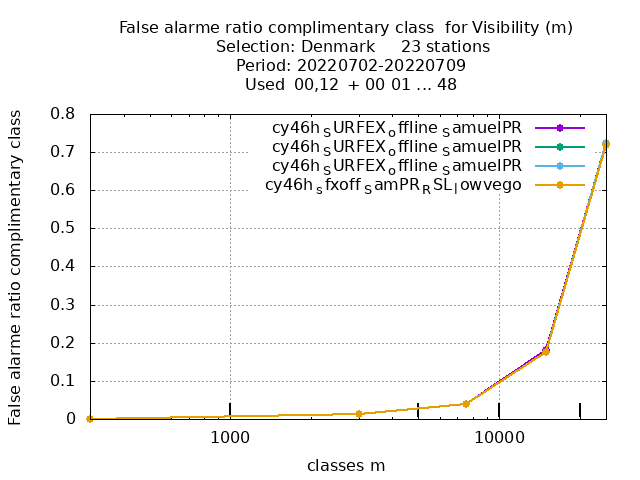 False alarme ratio complimentary class  for Visibility (m)
Selection: Denmark     23 stations
Period: 20220702-20220709
Used  00,12  + 00 01 ... 48
False alarme ratio complimentary class
0.8
0.7
0.6
0.5
0.4
0.3
0.2
0.1
0
cy46h_SURFEX_offline_SamuelPR
cy46h_SURFEX_offline_SamuelPR
cy46h_SURFEX_offline_SamuelPR
cy46h_sfxoff_SamPR_RSL_lowvego
1000
10000
classes m